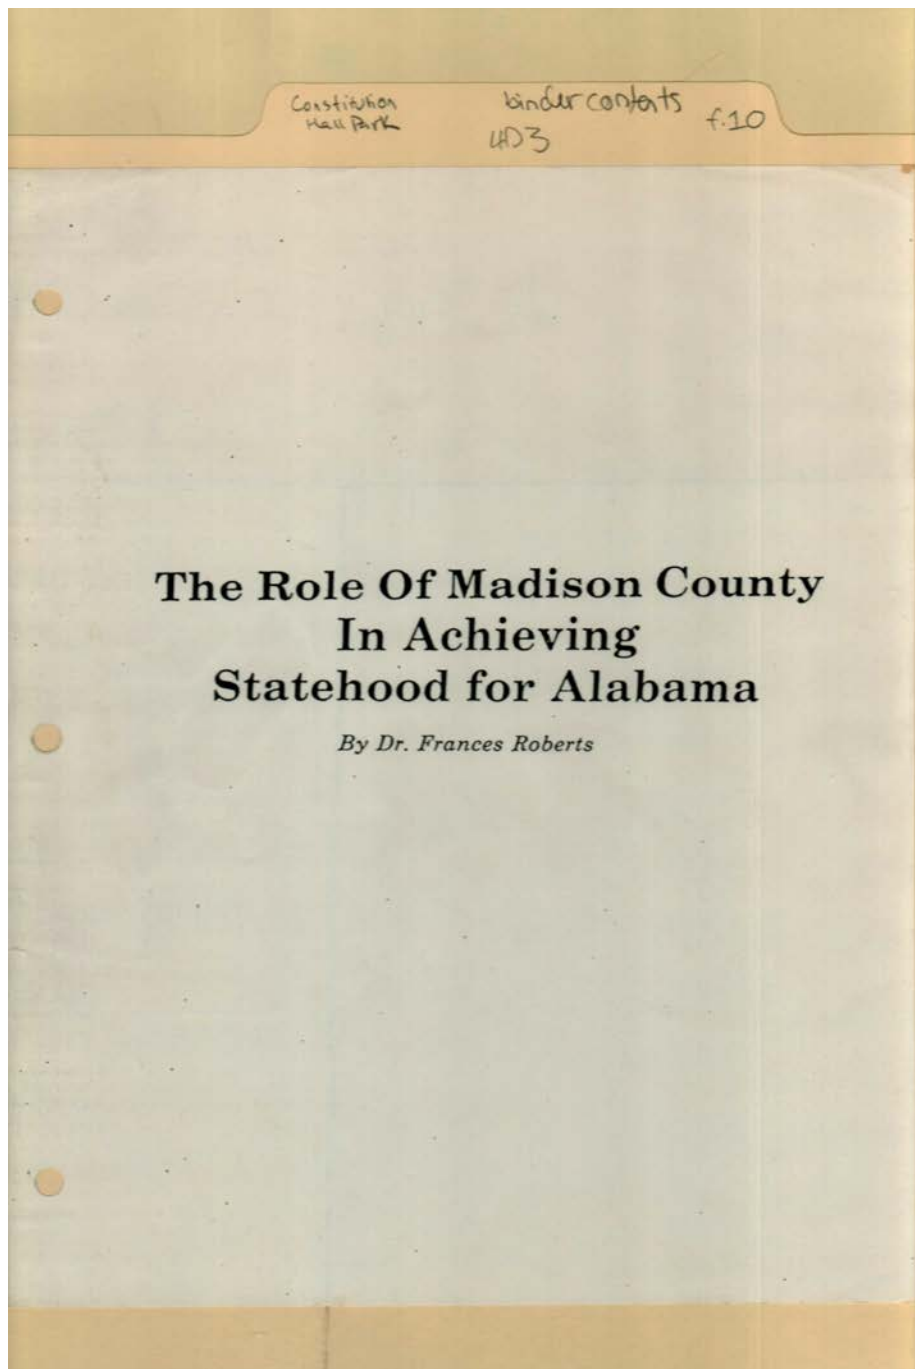 Constitution
Hall Park
binder contents
4D3
f.10
The Role Of Madison County
In Achieving
Statehood for Alabama
By Dr. Frances Roberts